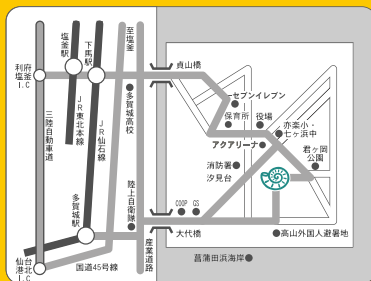 塩釜駅
下馬駅
至塩釜
利府
塩釜
I.C
貞山橋
セブンイレブン
多賀城高校
保育所
役場
亦楽小・
七ヶ浜中
三陸自動車道
JR東北本線
JR仙石線
アクアリーナ
君ヶ岡
公園
消防署
汐見台
陸上自衛隊
多賀城駅
COOP
GS
大代橋
高山外国人避暑地
仙台
港北
I.C
国道45号線
産業道路
菖蒲田浜海岸